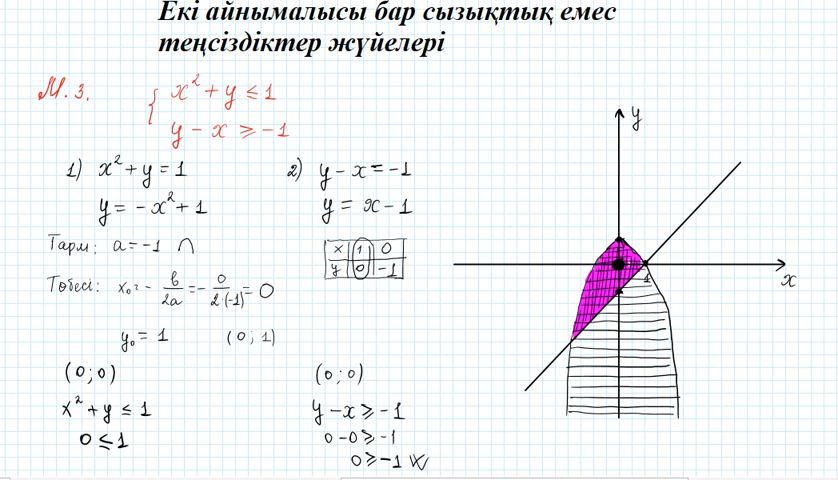 Екі айнымалысы бар сызықтық емес
теңсіздіктер жүйелері
М. 3.
{ x² + y ≤ 1
y − x ≥ −1
1) x² + y = 1
y = −x² + 1
Тарм: a = −1 ∩
Төбесі: x₀ = − b/2a = − 0/2·(−1) = 0
y₀ = 1 (0; 1)
(0; 0)
x² + y ≤ 1
0 ≤ 1
2) y − x = −1
y = x − 1
x 1 0
y 0 −1
(0; 0)
y − x ≥ −1
0 − 0 ≥ −1
0 ≥ −1
y
1
x